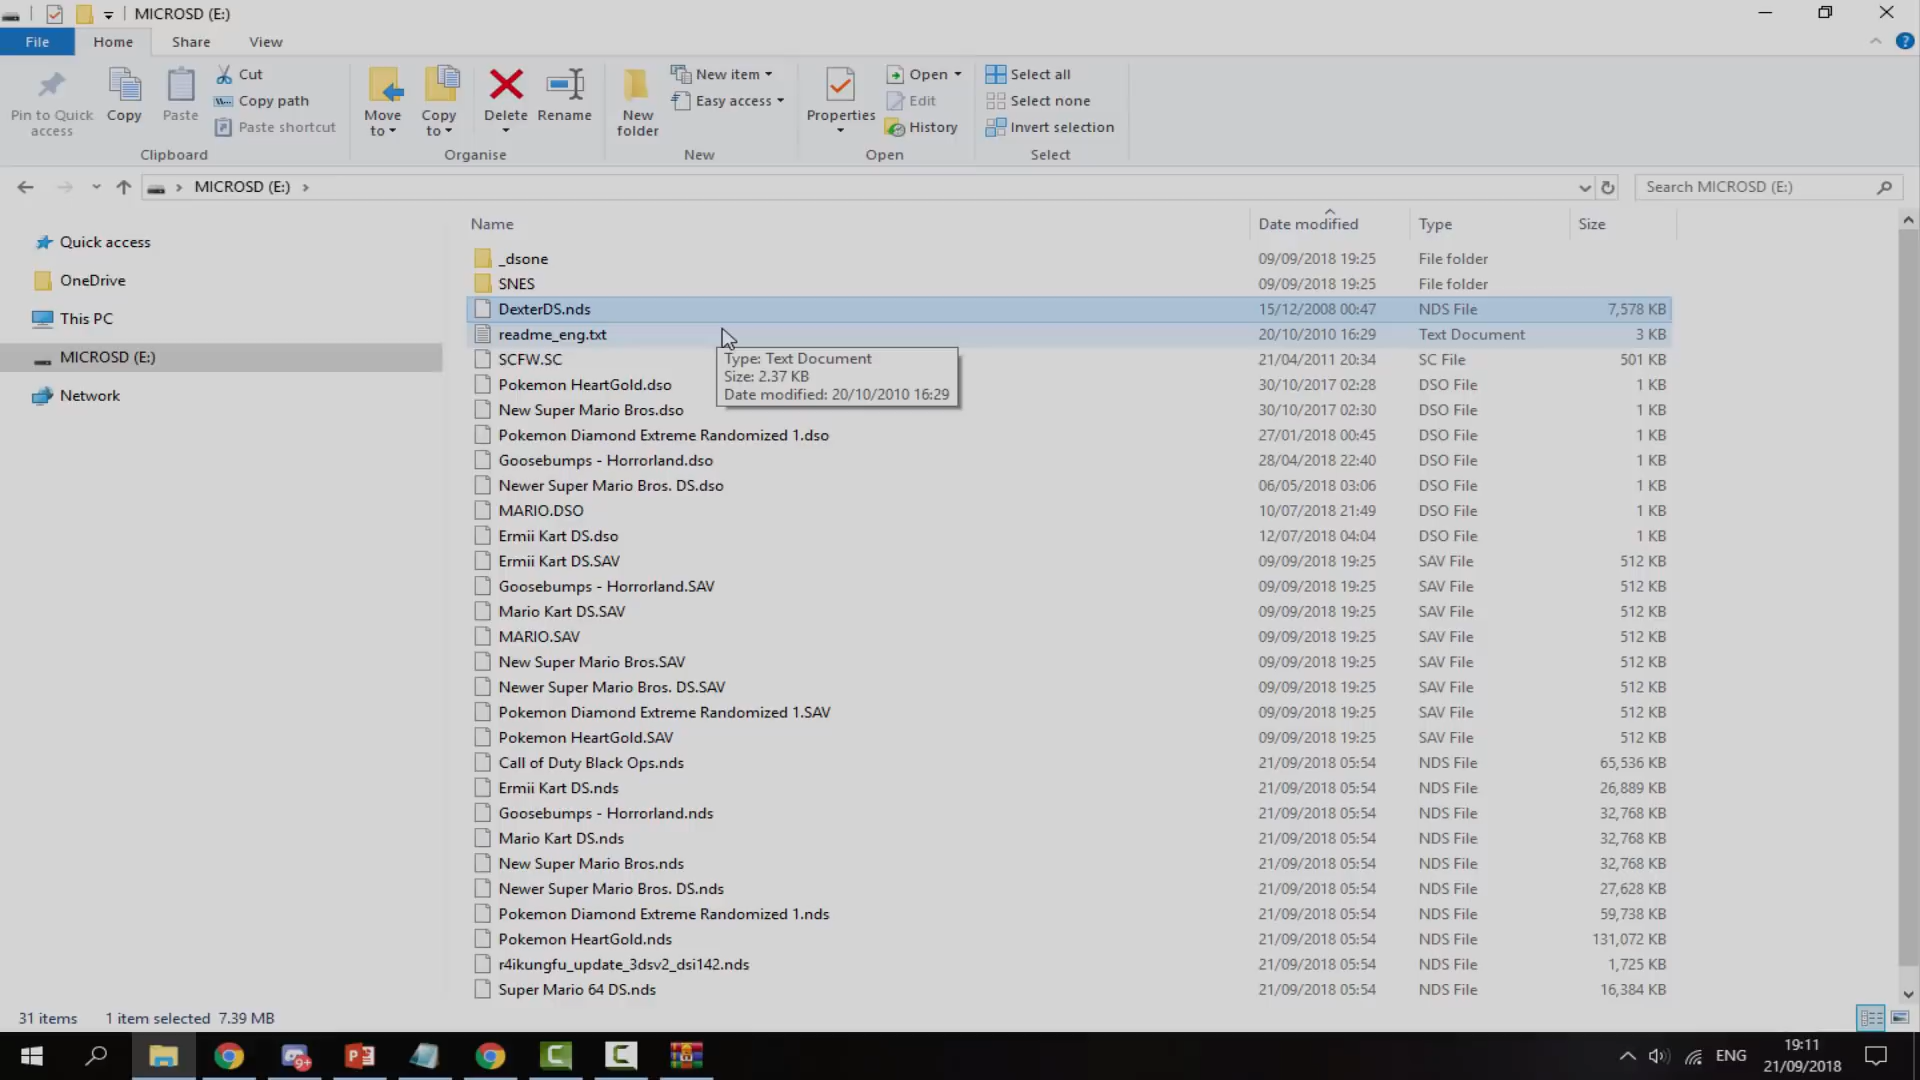 MICROSD (E:)
File Home Share View
Pin to Quick access
Copy
Paste
Cut
Copy path
Paste shortcut
Clipboard
Move to
Copy to
Delete
Rename
Organise
New folder
New item
Easy access
New
Properties
Open
Edit
History
Open
Select all
Select none
Invert selection
Select
MICROSD (E:)
Search MICROSD (E:)
Quick access
OneDrive
This PC
MICROSD (E:)
Network
Name Date modified Type Size
_dsone 09/09/2018 19:25 File folder
SNES 09/09/2018 19:25 File folder
DexterDS.nds 15/12/2008 00:47 NDS File 7,578 KB
readme_eng.txt 20/10/2010 16:29 Text Document 3 KB
SCFW.SC 21/04/2011 20:34 SC File 501 KB
Pokemon HeartGold.dso 30/10/2017 02:28 DSO File 1 KB
New Super Mario Bros.dso 30/10/2017 02:30 DSO File 1 KB
Pokemon Diamond Extreme Randomized 1.dso 27/01/2018 00:45 DSO File 1 KB
Goosebumps - Horrorland.dso 28/04/2018 22:40 DSO File 1 KB
Newer Super Mario Bros. DS.dso 06/05/2018 03:06 DSO File 1 KB
MARIO.DSO 10/07/2018 21:49 DSO File 1 KB
Ermii Kart DS.dso 12/07/2018 04:04 DSO File 1 KB
Ermii Kart DS.SAV 09/09/2018 19:25 SAV File 512 KB
Goosebumps - Horrorland.SAV 09/09/2018 19:25 SAV File 512 KB
Mario Kart DS.SAV 09/09/2018 19:25 SAV File 512 KB
MARIO.SAV 09/09/2018 19:25 SAV File 512 KB
New Super Mario Bros.SAV 09/09/2018 19:25 SAV File 512 KB
Newer Super Mario Bros. DS.SAV 09/09/2018 19:25 SAV File 512 KB
Pokemon Diamond Extreme Randomized 1.SAV 09/09/2018 19:25 SAV File 512 KB
Pokemon HeartGold.SAV 09/09/2018 19:25 SAV File 512 KB
Call of Duty Black Ops.nds 21/09/2018 05:54 NDS File 65,536 KB
Ermii Kart DS.nds 21/09/2018 05:54 NDS File 26,889 KB
Goosebumps - Horrorland.nds 21/09/2018 05:54 NDS File 32,768 KB
Mario Kart DS.nds 21/09/2018 05:54 NDS File 32,768 KB
New Super Mario Bros.nds 21/09/2018 05:54 NDS File 32,768 KB
Newer Super Mario Bros. DS.nds 21/09/2018 05:54 NDS File 27,628 KB
Pokemon Diamond Extreme Randomized 1.nds 21/09/2018 05:54 NDS File 59,738 KB
Pokemon HeartGold.nds 21/09/2018 05:54 NDS File 131,072 KB
r4ikungfu_update_3dsv2_dsi142.nds 21/09/2018 05:54 NDS File 1,725 KB
Super Mario 64 DS.nds 21/09/2018 05:54 NDS File 16,384 KB
Type: Text Document
Size: 2.37 KB
Date modified: 20/10/2010 16:29
31 items 1 item selected 7.39 MB
9+
ENG
19:11
21/09/2018